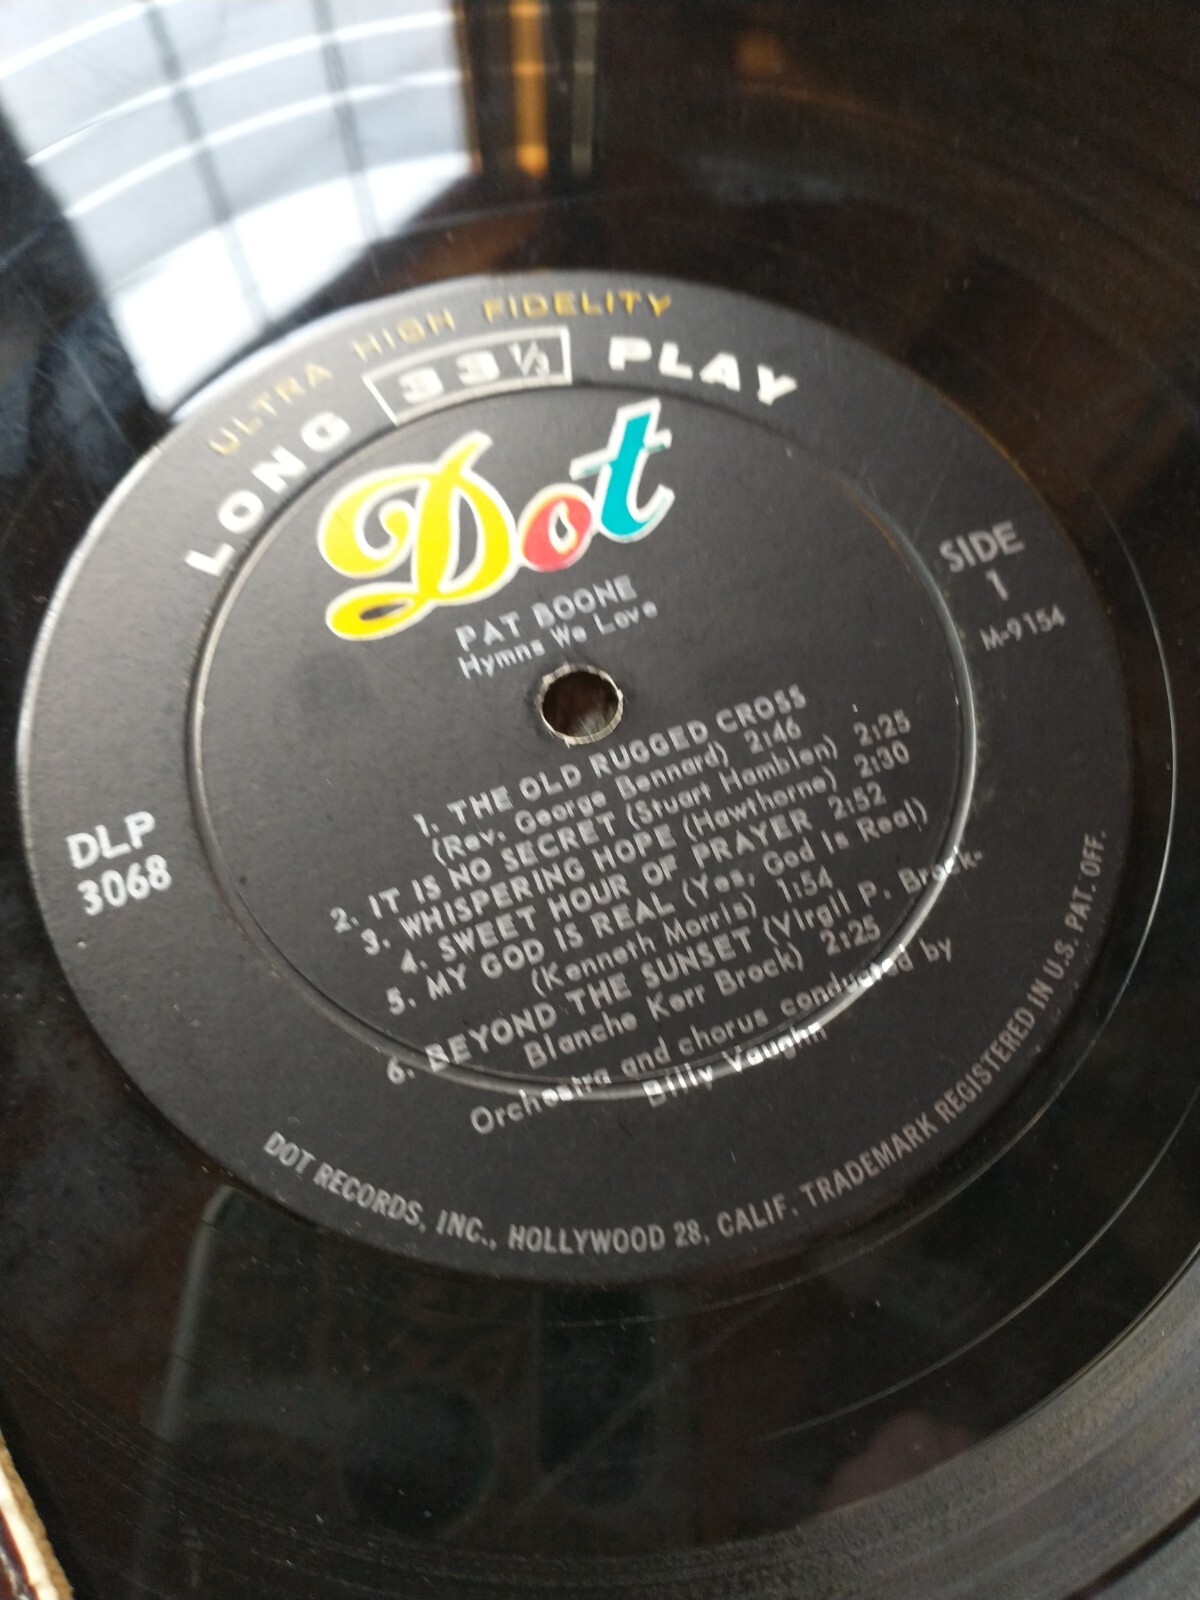 ULTRA HIGH FIDELITY
LONG 33 1/3 PLAY
Dot
PAT BOONE
Hymns We Love
SIDE
1
M-9154
DLP
3068
1. THE OLD RUGGED CROSS
(Rev. George Bennard) 2:46
2. IT IS NO SECRET (Stuart Hamblen) 2:25
3. WHISPERING HOPE (Hawthorne) 2:30
4. SWEET HOUR OF PRAYER 2:52
5. MY GOD IS REAL (Yes, God Is Real)
(Kenneth Morris) 1:54
6. BEYOND THE SUNSET (Virgil P. Brock-
Blanche Kerr Brock) 2:25
Orchestra and chorus conducted by
Billy Vaughn
DOT RECORDS, INC., HOLLYWOOD 28, CALIF. TRADEMARK REGISTERED IN U.S. PAT. OFF.